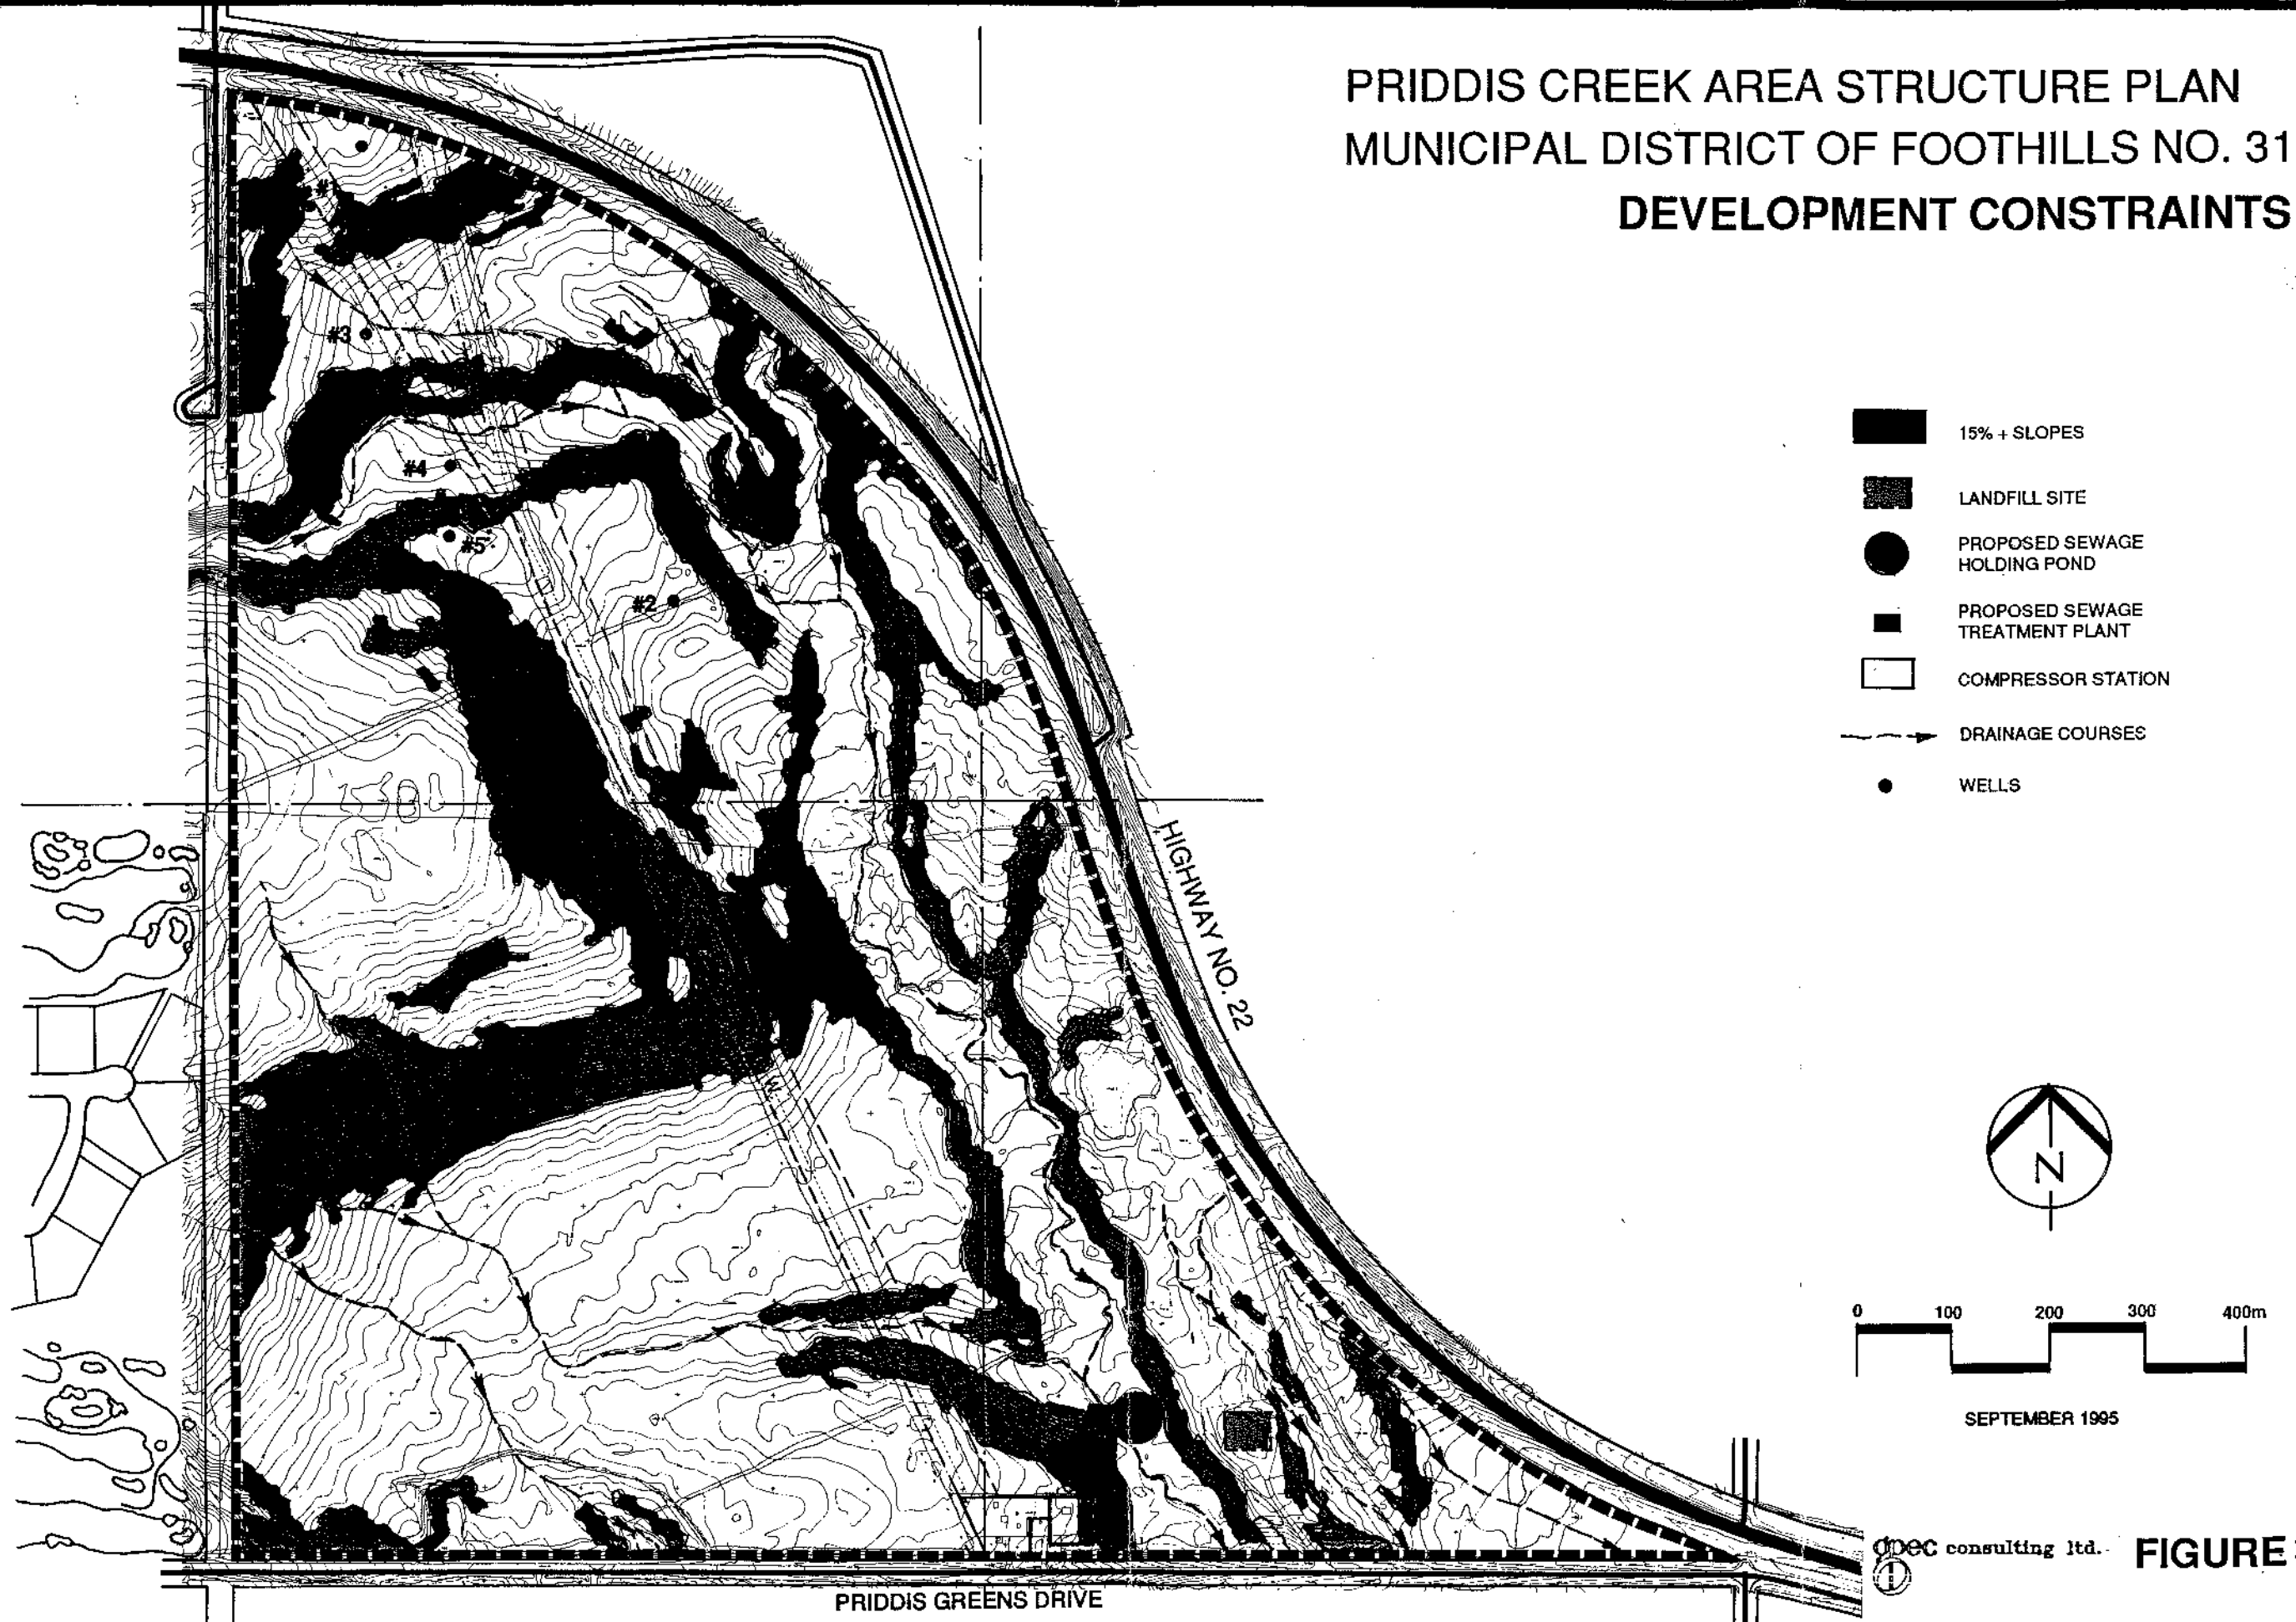 PRIDDIS CREEK AREA STRUCTURE PLAN
MUNICIPAL DISTRICT OF FOOTHILLS NO. 31
DEVELOPMENT CONSTRAINTS
15% + SLOPES
LANDFILL SITE
PROPOSED SEWAGE
HOLDING POND
PROPOSED SEWAGE
TREATMENT PLANT
COMPRESSOR STATION
DRAINAGE COURSES
WELLS
#1
#3
#4
#5
#2
HIGHWAY NO. 22
N
0 100 200 300 400m
SEPTEMBER 1995
consulting ltd.
FIGURE
PRIDDIS GREENS DRIVE